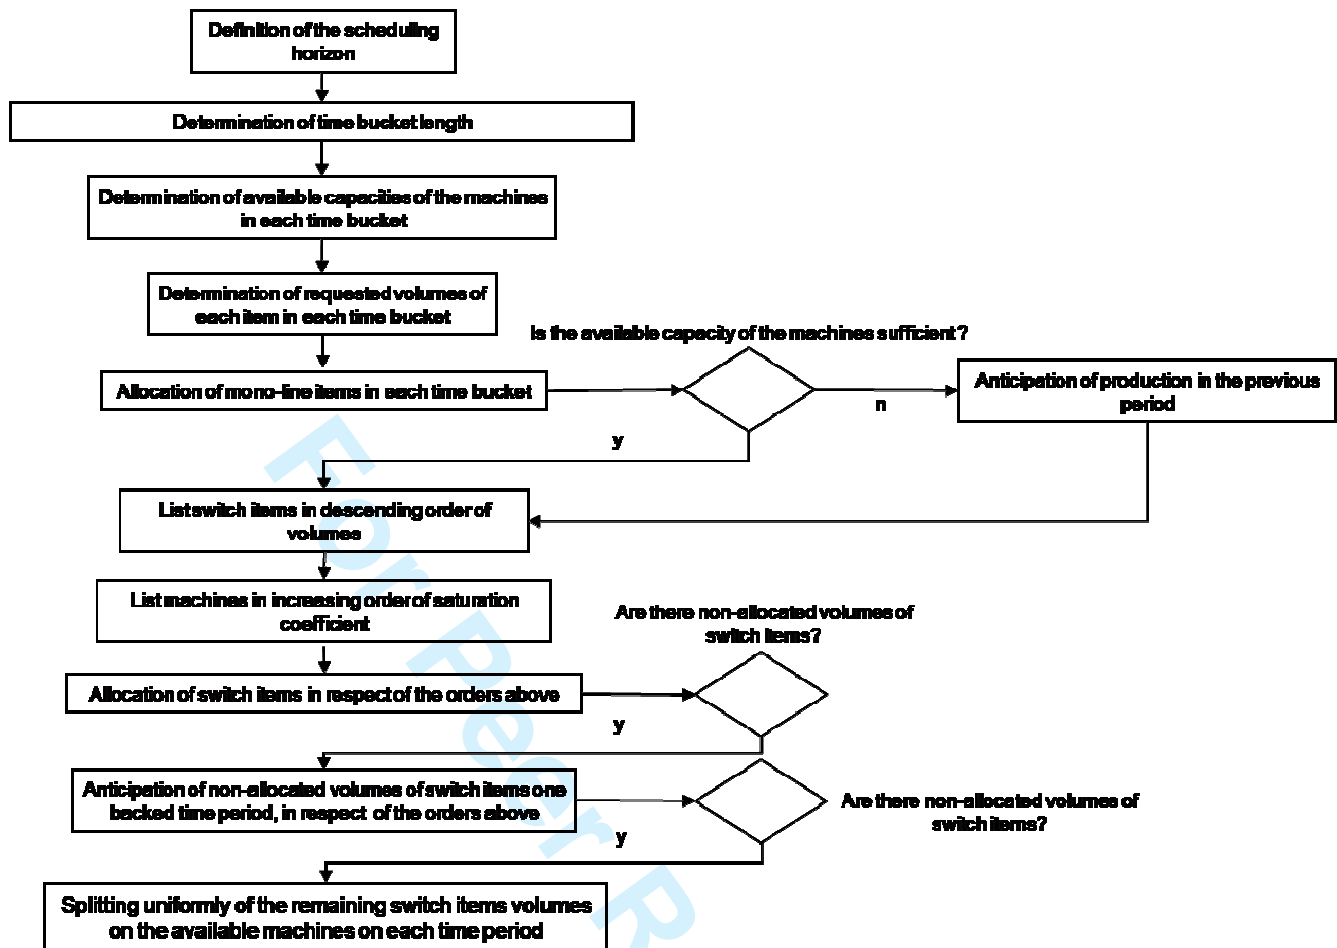 Definition of the scheduling
horizon
Determination of time bucket length
Determination of available capacities of the machines
in each time bucket
Determination of requested volumes of
each item in each time bucket
Is the available capacity of the machines sufficient?
Allocation of mono-line items in each time bucket
n
Anticipation of production in the previous
period
y
List switch items in descending order of
volumes
List machines in increasing order of saturation
coefficient
Are there non-allocated volumes of
switch items?
Allocation of switch items in respect of the orders above
y
Anticipation of non-allocated volumes of switch items one
backed time period, in respect of the orders above
Are there non-allocated volumes of
switch items?
y
Splitting uniformly of the remaining switch items volumes
on the available machines on each time period
For Peer R